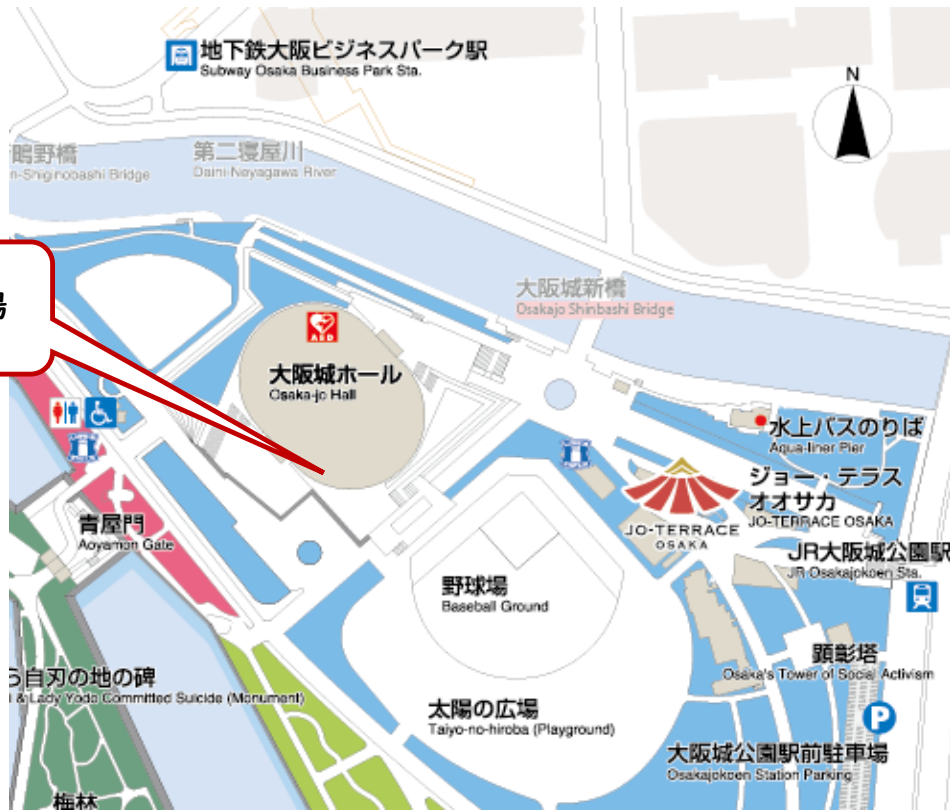 地下鉄大阪ビジネスパーク駅
Subway Osaka Business Park Sta.
N
鴫野橋
n-Shiginobashi Bridge
第二寝屋川
Daini-Neyagawa River
大阪城新橋
Osakajo Shinbashi Bridge
場
AED
大阪城ホール
Osaka-jo Hall
水上バスのりば
Aqua-liner Pier
ジョー・テラス
オオサカ
JO-TERRACE OSAKA
JO-TERRACE
OSAKA
青屋門
Aoyamon Gate
JR大阪城公園駅
JR Osakajokoen Sta.
野球場
Baseball Ground
顕彰塔
Osaka's Tower of Social Activism
ら自刃の地の碑
i & Lady Yodo Committed Suicide (Monument)
太陽の広場
Taiyo-no-hiroba (Playground)
P
大阪城公園駅前駐車場
Osakajokoen Station Parking
梅林